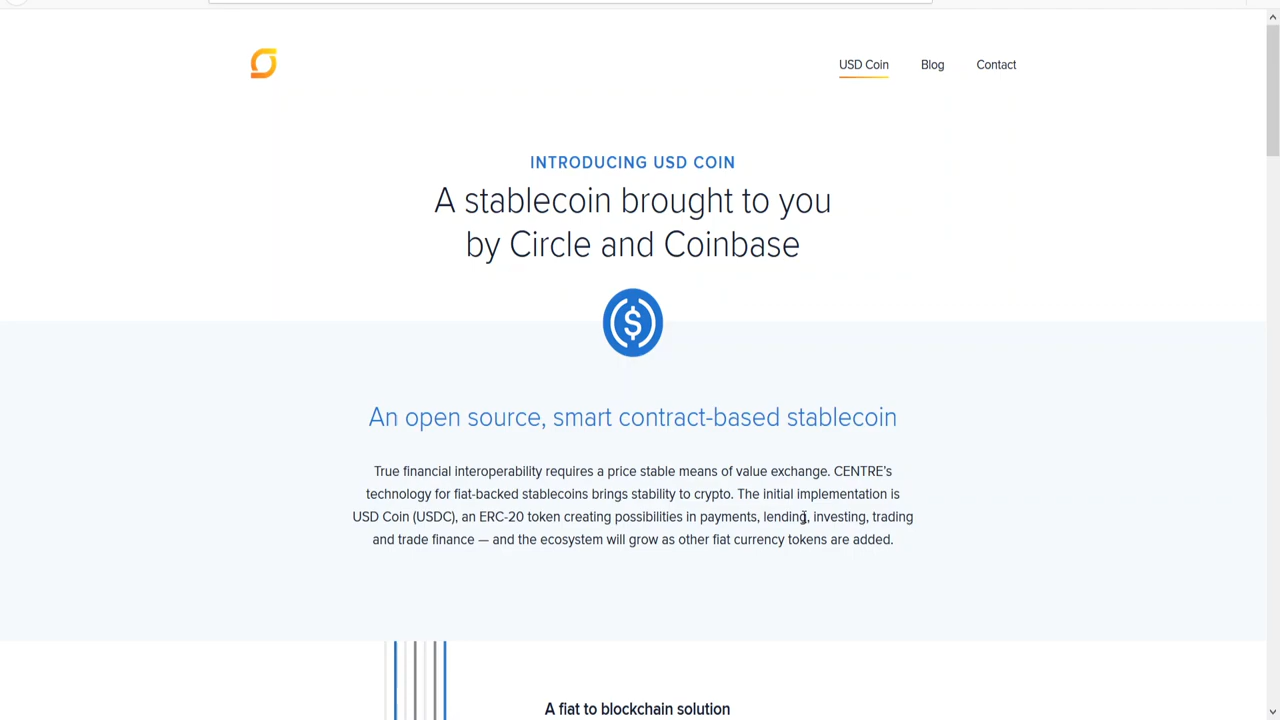 USD Coin Blog Contact
INTRODUCING USD COIN
A stablecoin brought to you
by Circle and Coinbase
An open source, smart contract-based stablecoin
True financial interoperability requires a price stable means of value exchange. CENTRE's
technology for fiat-backed stablecoins brings stability to crypto. The initial implementation is
USD Coin (USDC), an ERC-20 token creating possibilities in payments, lending, investing, trading
and trade finance — and the ecosystem will grow as other fiat currency tokens are added.
A fiat to blockchain solution